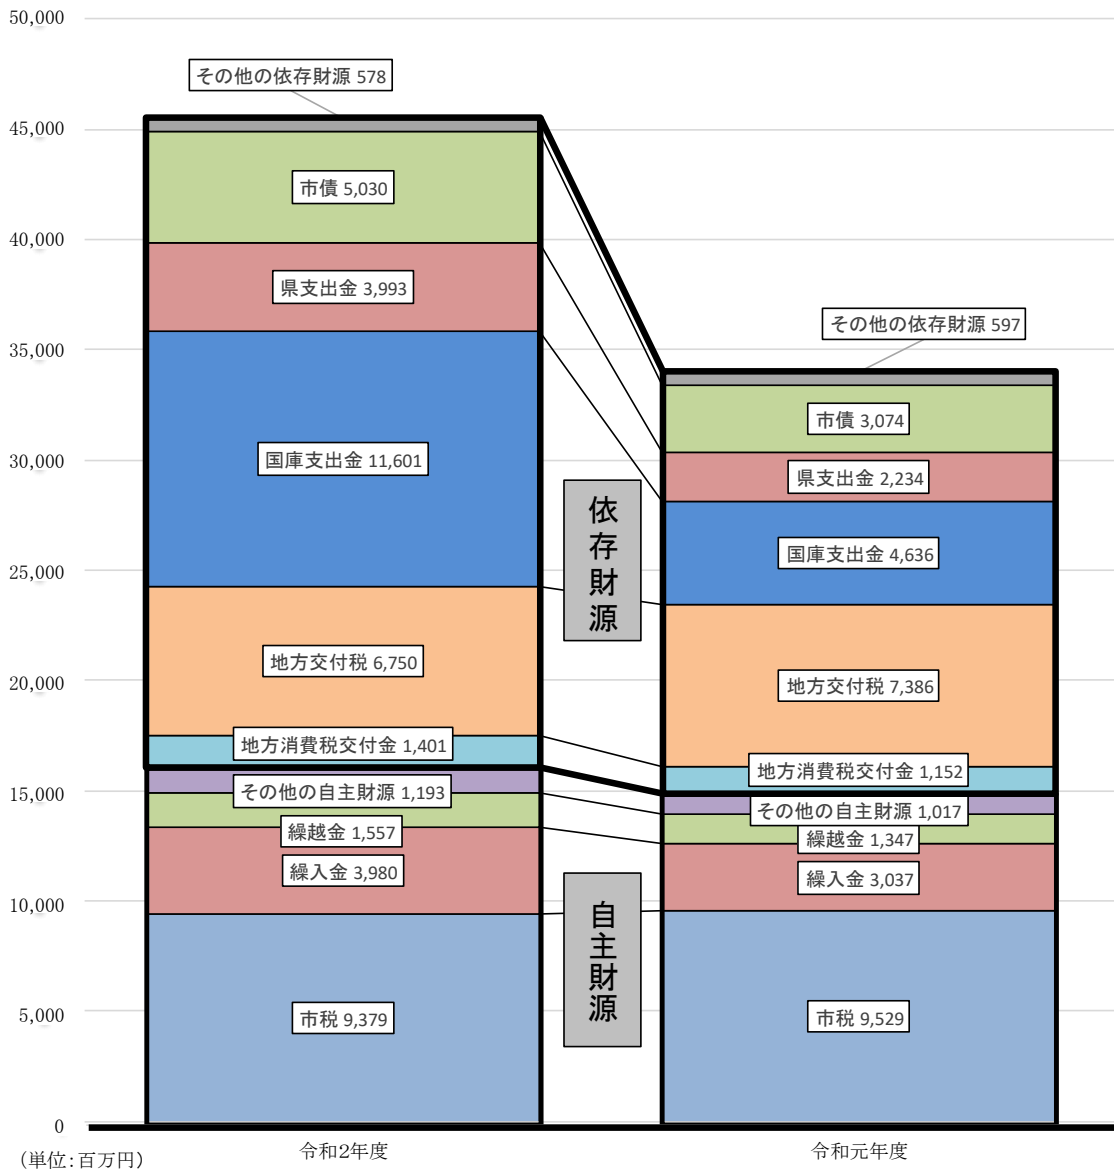 50,000
45,000
40,000
35,000
30,000
25,000
20,000
15,000
10,000
5,000
0
(単位:百万円)
その他の依存財源 578
市債 5,030
県支出金 3,993
国庫支出金 11,601
地方交付税 6,750
地方消費税交付金 1,401
その他の自主財源 1,193
繰越金 1,557
繰入金 3,980
市税 9,379
令和2年度
依存財源
自主財源
その他の依存財源 597
市債 3,074
県支出金 2,234
国庫支出金 4,636
地方交付税 7,386
地方消費税交付金 1,152
その他の自主財源 1,017
繰越金 1,347
繰入金 3,037
市税 9,529
令和元年度